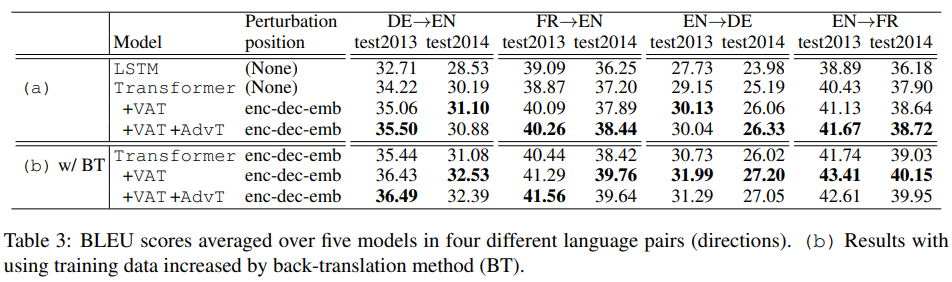 Perturbation DE→EN FR→EN EN→DE EN→FR
Model position test2013 test2014 test2013 test2014 test2013 test2014 test2013 test2014
LSTM (None) 32.71 28.53 39.09 36.25 27.73 23.98 38.89 36.18
(a) Transformer (None) 34.22 30.19 38.87 37.20 29.15 25.19 40.43 37.90
+VAT enc-dec-emb 35.06 31.10 40.09 37.89 30.13 26.06 41.13 38.64
+VAT+AdvT enc-dec-emb 35.50 30.88 40.26 38.44 30.04 26.33 41.67 38.72
(b) w/ BT Transformer enc-dec-emb 35.44 31.08 40.44 38.42 30.73 26.02 41.74 39.03
+VAT enc-dec-emb 36.43 32.53 41.29 39.76 31.99 27.20 43.41 40.15
+VAT+AdvT enc-dec-emb 36.49 32.39 41.56 39.64 31.29 27.05 42.61 39.95
Table 3: BLEU scores averaged over five models in four different language pairs (directions). (b) Results with
using training data increased by back-translation method (BT).